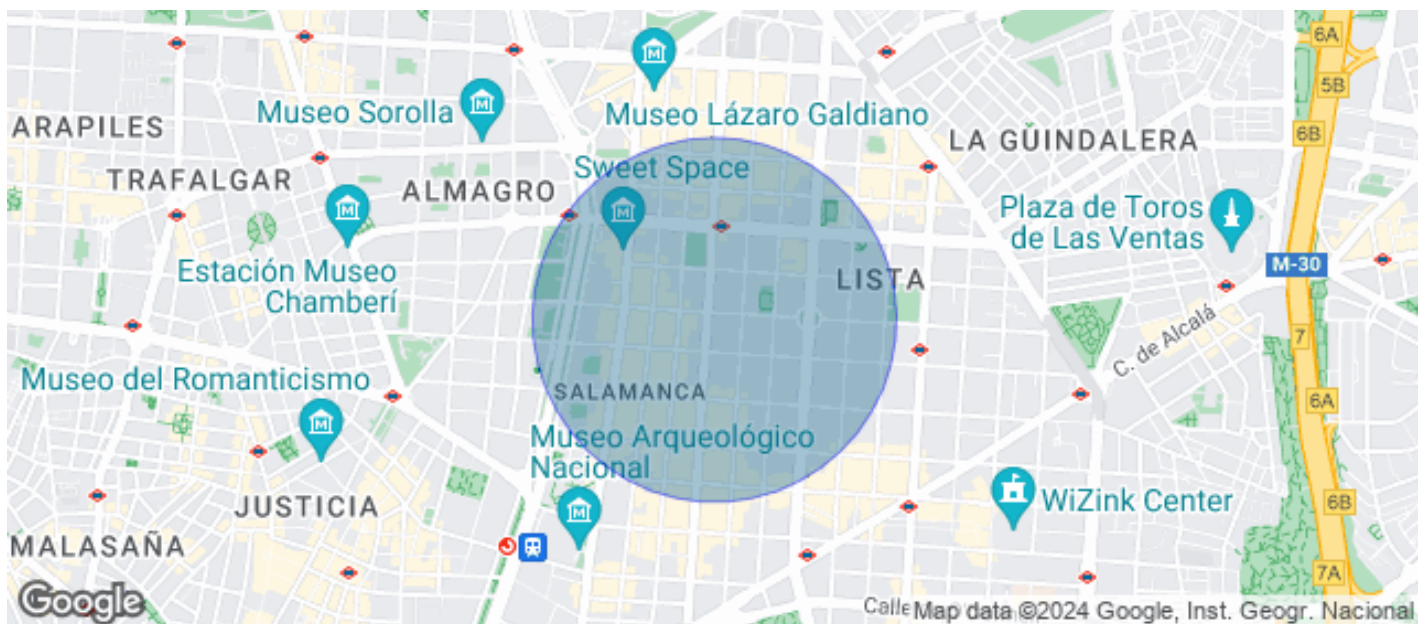 6A
5B
Museo Sorolla
Museo Lázaro Galdiano
ARAPILES
6B
LA GÜINDALERA
Sweet Space
TRAFALGAR
ALMAGRO
Plaza de Toros
de Las Ventas
Estación Museo
Chamberí
M-30
LISTA
C. de Alcalá
7
Museo del Romanticismo
SALAMANCA
6A
Museo Arqueológico
Nacional
JUSTICIA
WiZink Center
6B
MALASAÑA
7A
Google
Calle
Map data ©2024 Google, Inst. Geogr. Nacional